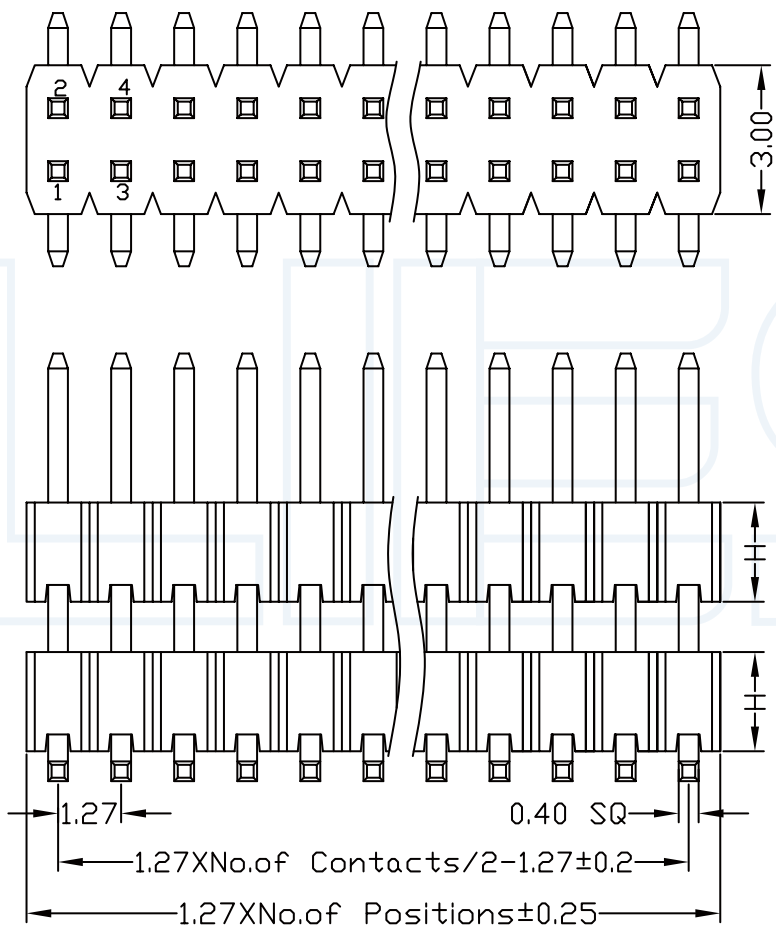 2 4
1 3
3.00
H
H
1.27
0.40 SQ
1.27XNo.of Contacts/2-1.27±0.2
1.27XNo.of Positions±0.25